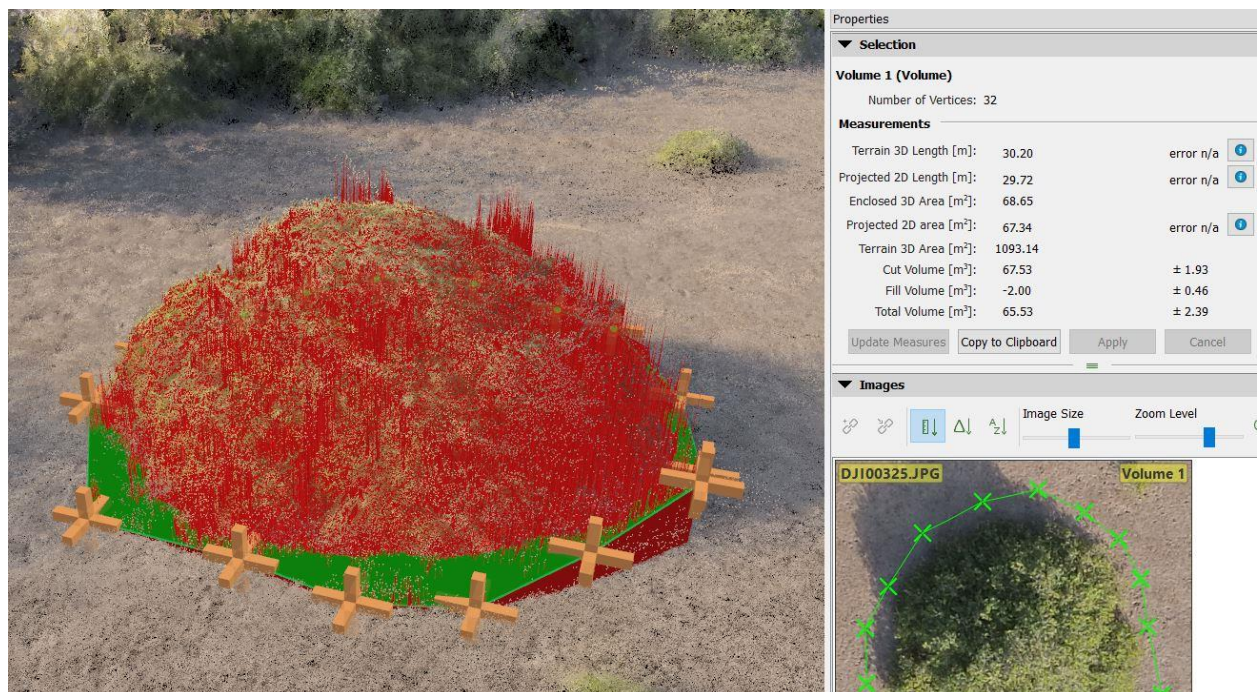 Properties
Selection
Volume 1 (Volume)
Number of Vertices: 32
Measurements
Terrain 3D Length [m]: 30.20 error n/a
Projected 2D Length [m]: 29.72 error n/a
Enclosed 3D Area [m²]: 68.65
Projected 2D area [m²]: 67.34 error n/a
Terrain 3D Area [m²]: 1093.14
Cut Volume [m³]: 67.53 ± 1.93
Fill Volume [m³]: -2.00 ± 0.46
Total Volume [m³]: 65.53 ± 2.39
Update Measures Copy to Clipboard Apply Cancel
Images
Image Size Zoom Level
DJI00325.JPG Volume 1